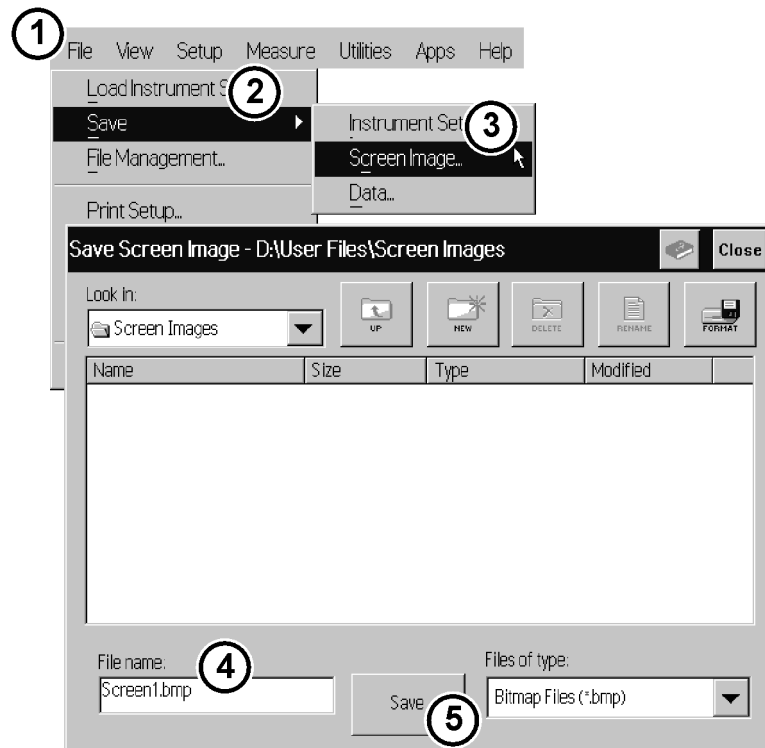 1
File View Setup Measure Utilities Apps Help
Load Instrument S
2
Save
Instrument Set
3
File Management...
Screen Image...
Data...
Print Setup...
Save Screen Image - D:\User Files\Screen Images
Close
Look in:
Screen Images
UP
NEW
DELETE
RENAME
FORMAT
Name Size Type Modified
File name:
4
Files of type:
Screen1.bmp
Save
5
Bitmap Files (*.bmp)